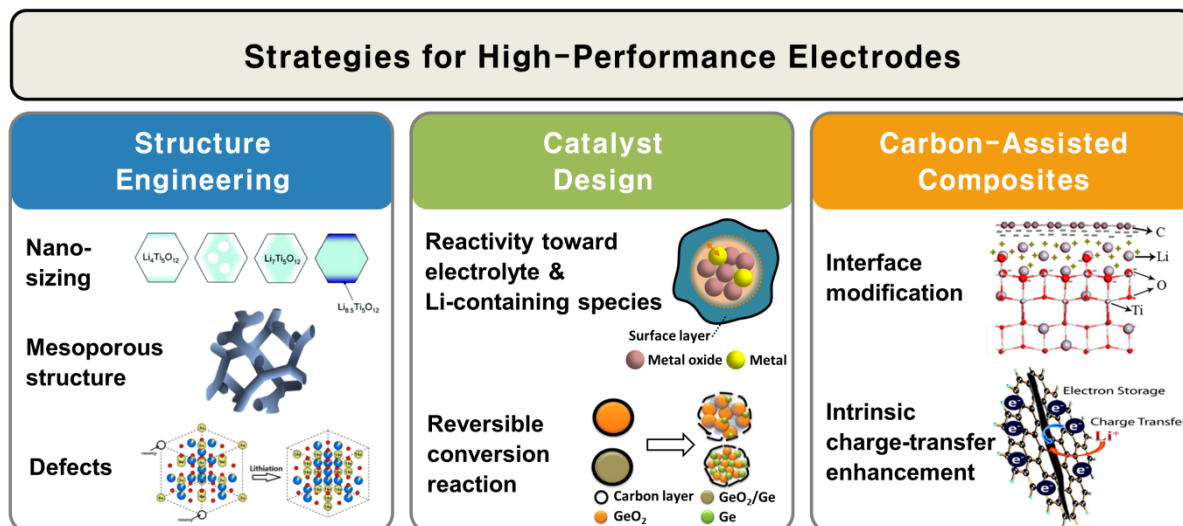 Strategies for High-Performance Electrodes
Structure
Engineering
Nano-
sizing
Li4Ti5O12
Li7Ti5O12
Li8.5Ti5O12
Mesoporous
structure
Defects
vacancy
Lithiation
vacancy
Catalyst
Design
Reactivity toward
electrolyte &
Li-containing species
Surface layer
Metal oxide
Metal
Reversible
conversion
reaction
Carbon layer
GeO2/Ge
GeO2
Ge
Carbon-Assisted
Composites
Interface
modification
C
Li
O
Ti
Intrinsic
charge-transfer
enhancement
Electron Storage
Charge Transfer
Li+
e-
e-
e-
e-
e-
e-